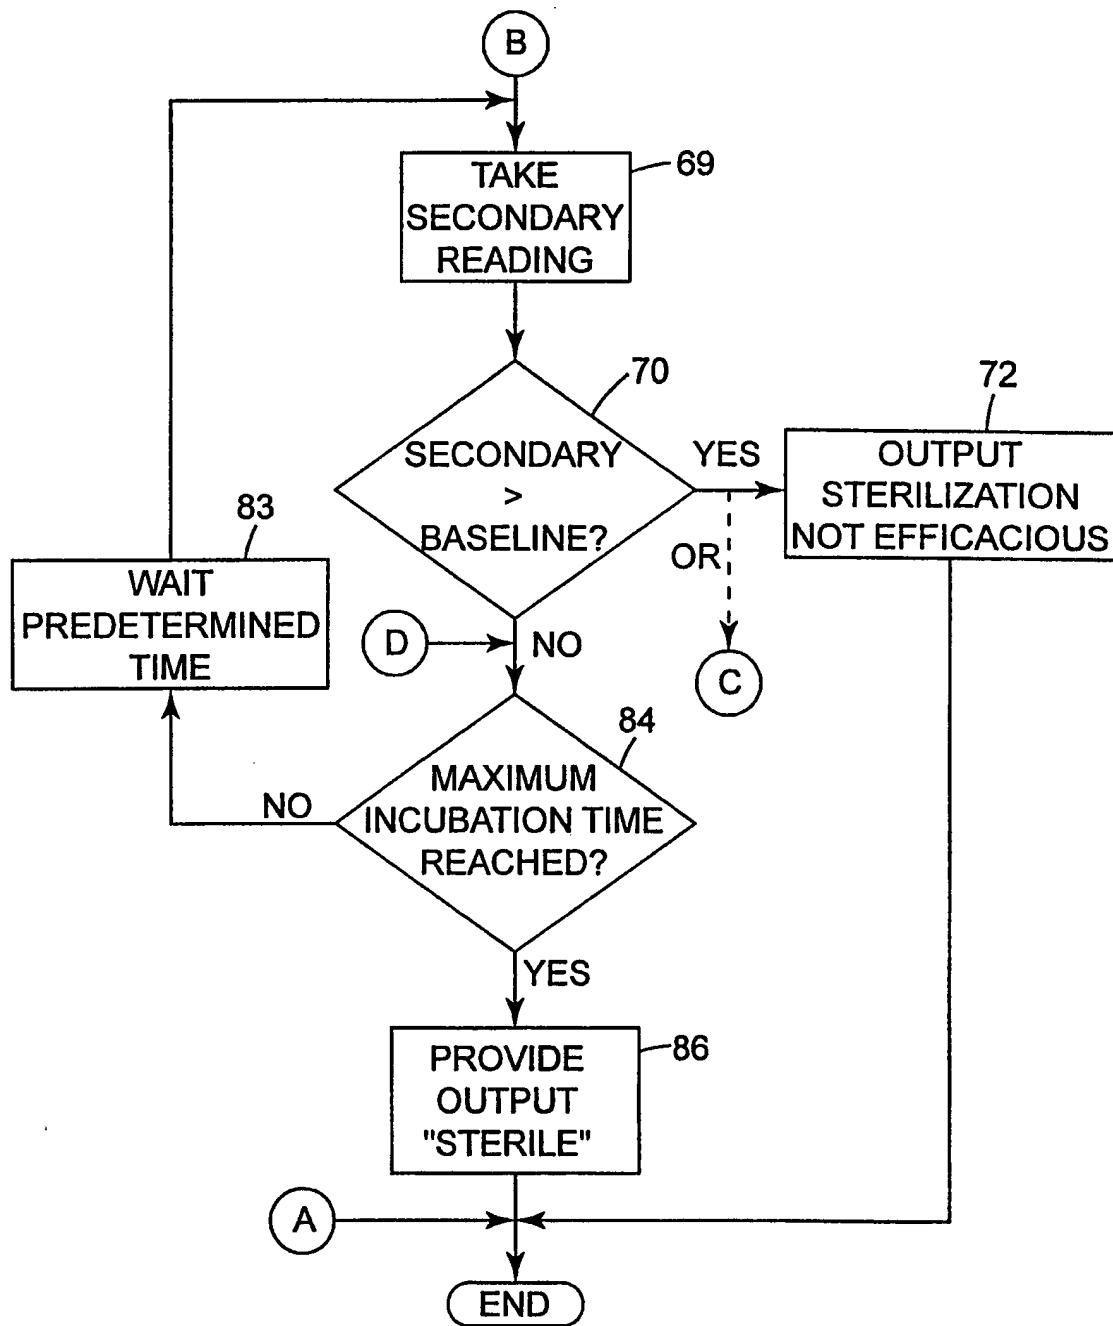 B
TAKE
SECONDARY
READING
69
SECONDARY
>
BASELINE?
70
YES
OR
C
OUTPUT
STERILIZATION
NOT EFFICACIOUS
72
WAIT
PREDETERMINED
TIME
83
D
NO
MAXIMUM
INCUBATION TIME
REACHED?
84
NO
YES
PROVIDE
OUTPUT
"STERILE"
86
A
END